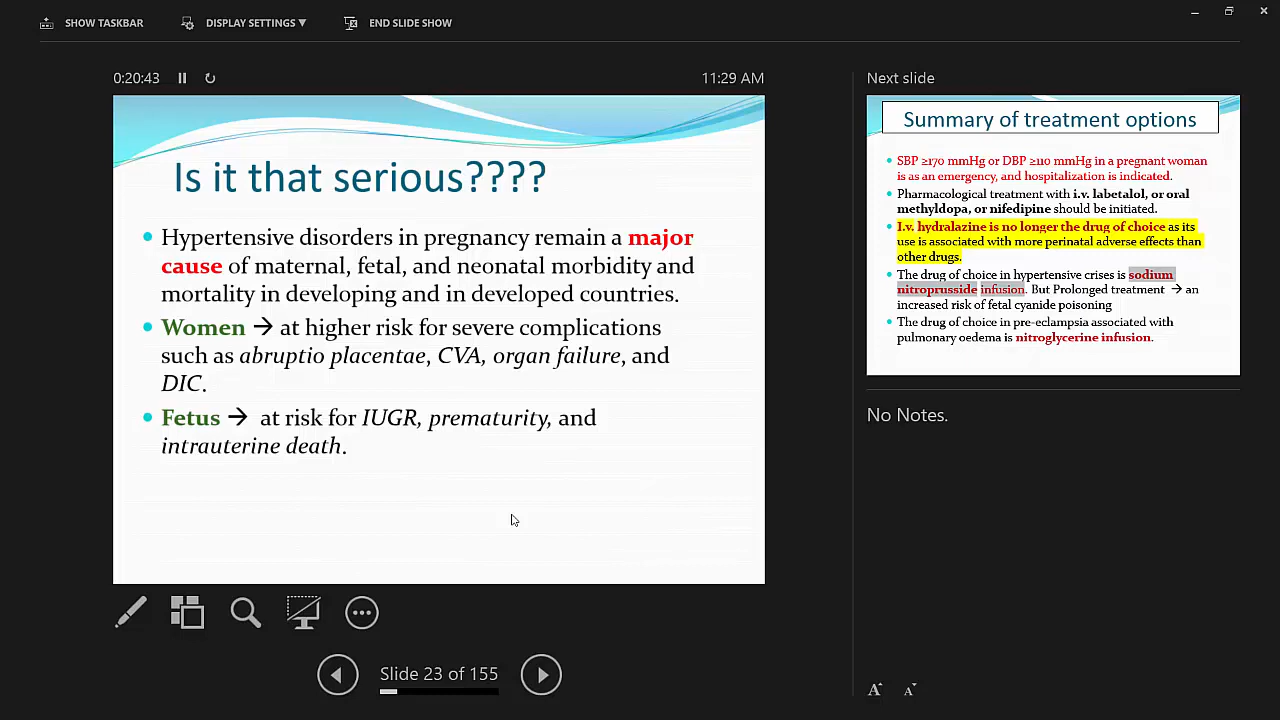 SHOW TASKBAR
DISPLAY SETTINGS ▼
END SLIDE SHOW
0:20:43
11:29 AM
Is it that serious????
• Hypertensive disorders in pregnancy remain a major
cause of maternal, fetal, and neonatal morbidity and
mortality in developing and in developed countries.
• Women → at higher risk for severe complications
such as abruptio placentae, CVA, organ failure, and
DIC.
• Fetus → at risk for IUGR, prematurity, and
intrauterine death.
Slide 23 of 155
Next slide
Summary of treatment options
• SBP ≥170 mmHg or DBP ≥110 mmHg in a pregnant woman
is as an emergency, and hospitalization is indicated.
• Pharmacological treatment with i.v. labetalol, or oral
methyldopa, or nifedipine should be initiated.
• I.v. hydralazine is no longer the drug of choice as its
use is associated with more perinatal adverse effects than
other drugs.
• The drug of choice in hypertensive crises is sodium
nitroprusside infusion. But Prolonged treatment → an
increased risk of fetal cyanide poisoning
• The drug of choice in pre-eclampsia associated with
pulmonary oedema is nitroglycerine infusion.
No Notes.
A A